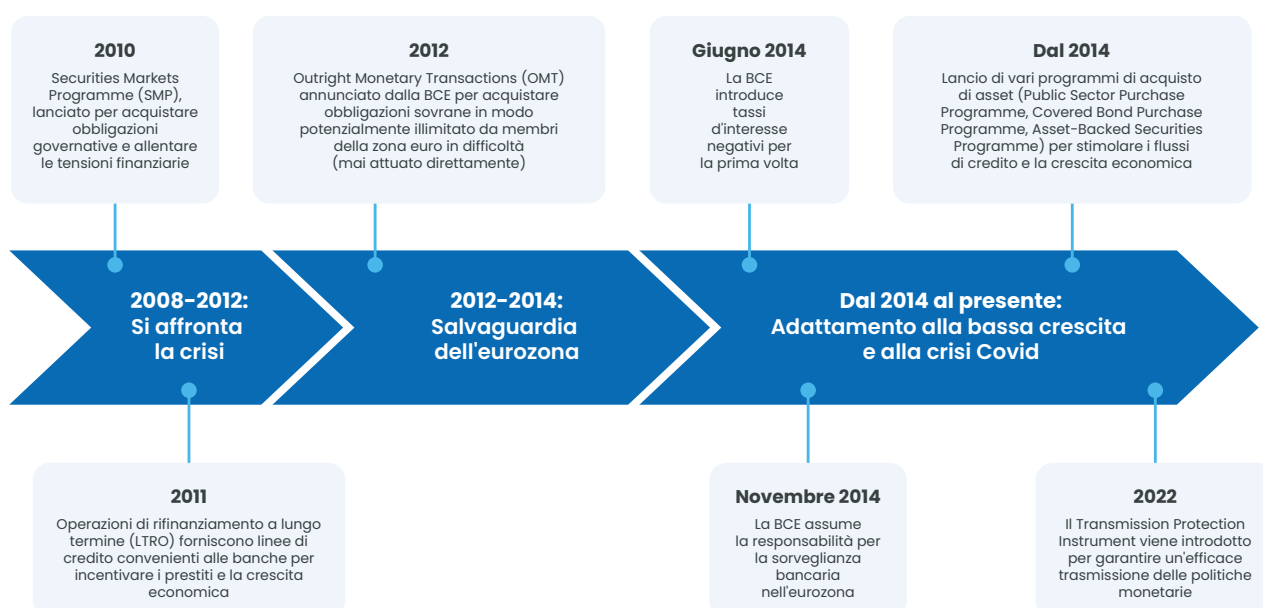 2010
Securities Markets
Programme (SMP),
lanciato per acquistare
obbligazioni
governative e allentare
le tensioni finanziarie
2012
Outright Monetary Transactions (OMT)
annunciato dalla BCE per acquistare
obbligazioni sovrane in modo
potenzialmente illimitato da membri
della zona euro in difficoltà
(mai attuato direttamente)
Giugno 2014
La BCE
introduce
tassi
d'interesse
negativi per
la prima volta
Dal 2014
Lancio di vari programmi di acquisto
di asset (Public Sector Purchase
Programme, Covered Bond Purchase
Programme, Asset-Backed Securities
Programme) per stimolare i flussi
di credito e la crescita economica
2008-2012:
Si affronta
la crisi
2012-2014:
Salvaguardia
dell'eurozona
Dal 2014 al presente:
Adattamento alla bassa crescita
e alla crisi Covid
2011
Operazioni di rifinanziamento a lungo
termine (LTRO) forniscono linee di
credito convenienti alle banche per
incentivare i prestiti e la crescita
economica
Novembre 2014
La BCE assume
la responsabilità per
la sorveglianza
bancaria
nell'eurozona
2022
Il Transmission Protection
Instrument viene introdotto
per garantire un'efficace
trasmissione delle politiche
monetarie